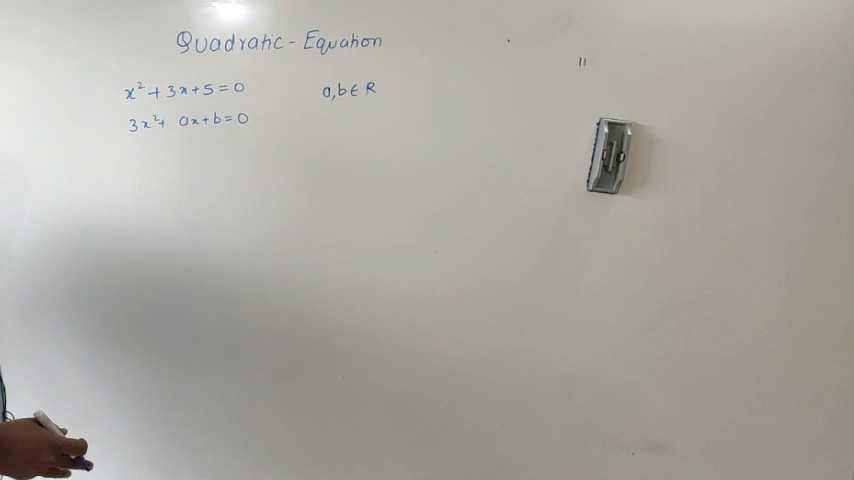 Quadratic - Equation
x² + 3x + 5 = 0
a, b ∈ R
3x² + ax + b = 0